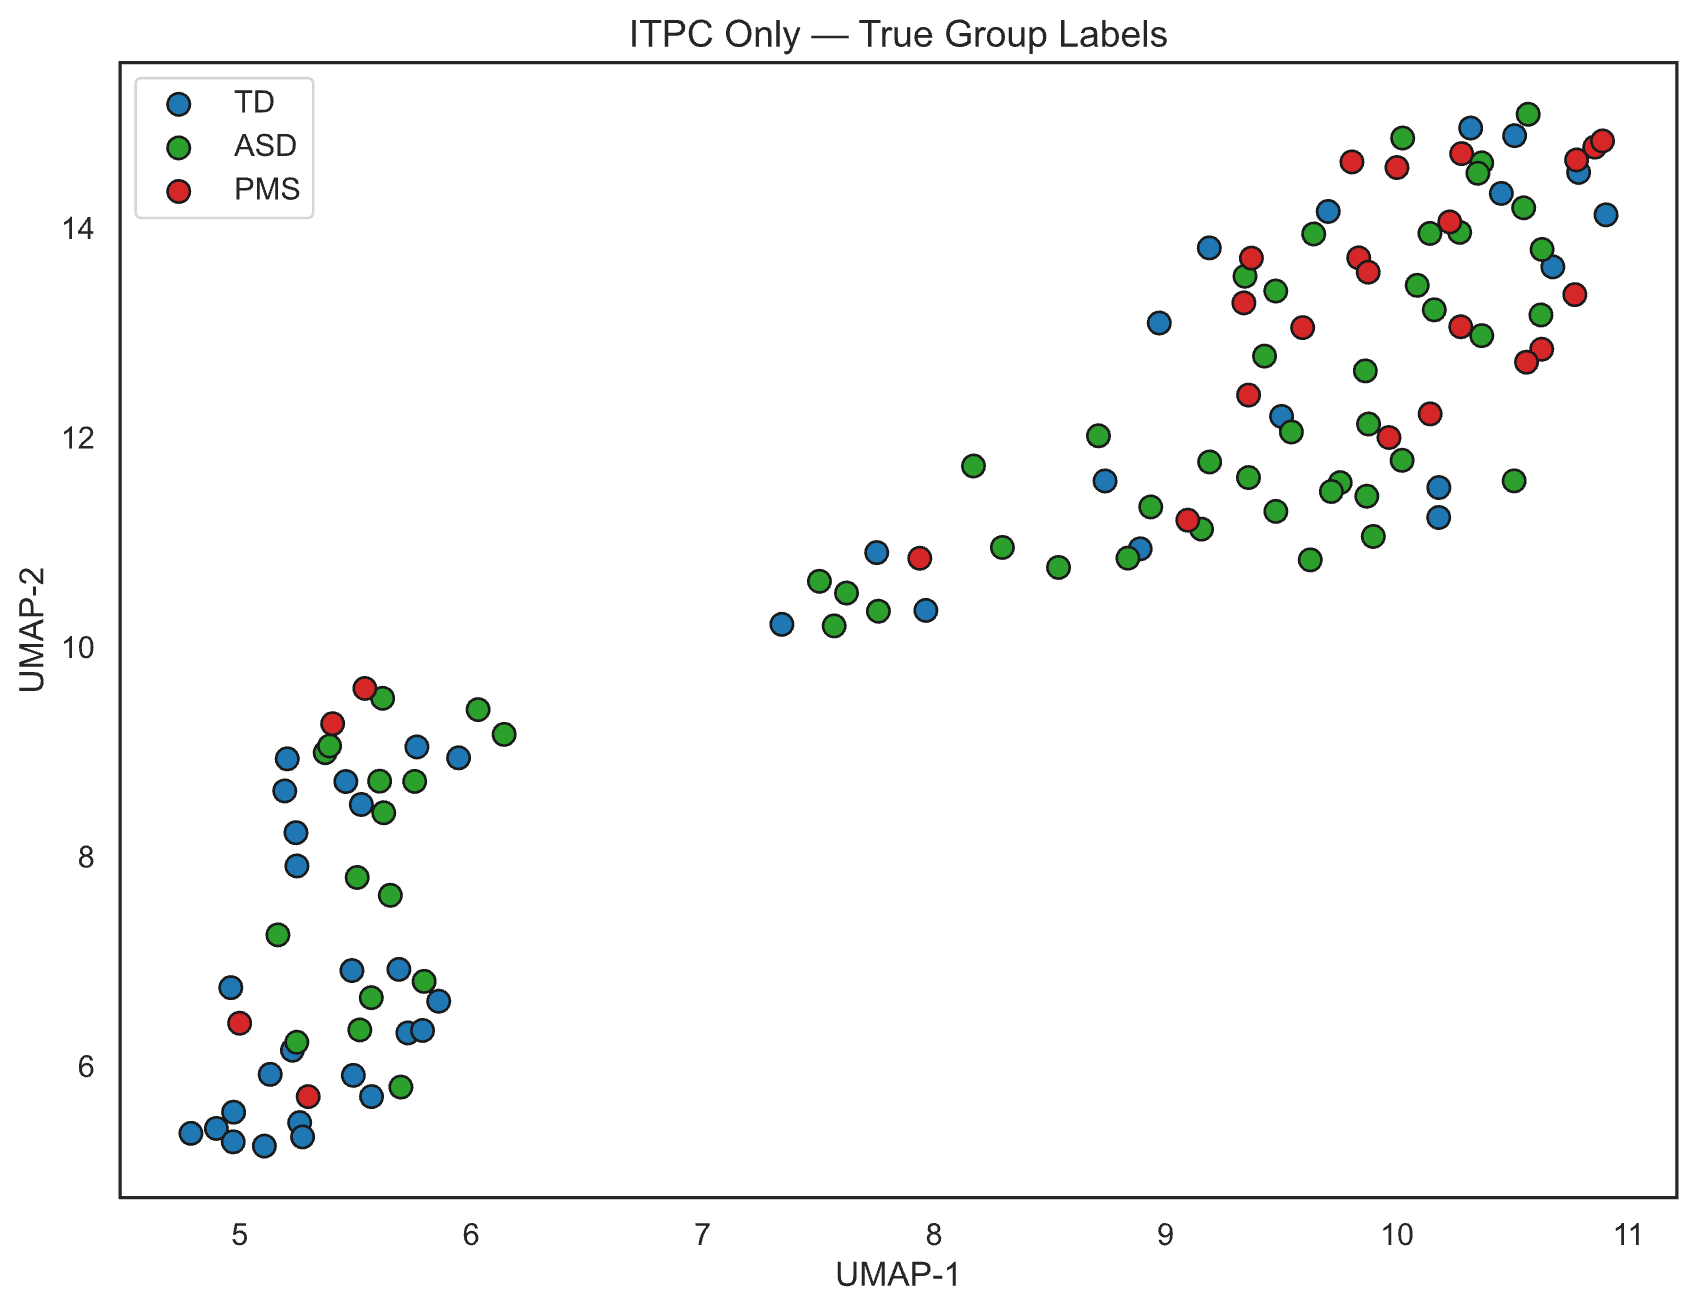 ITPC Only — True Group Labels
TD
ASD
PMS
14
12
10
8
6
UMAP-2
5 6 7 8 9 10 11
UMAP-1